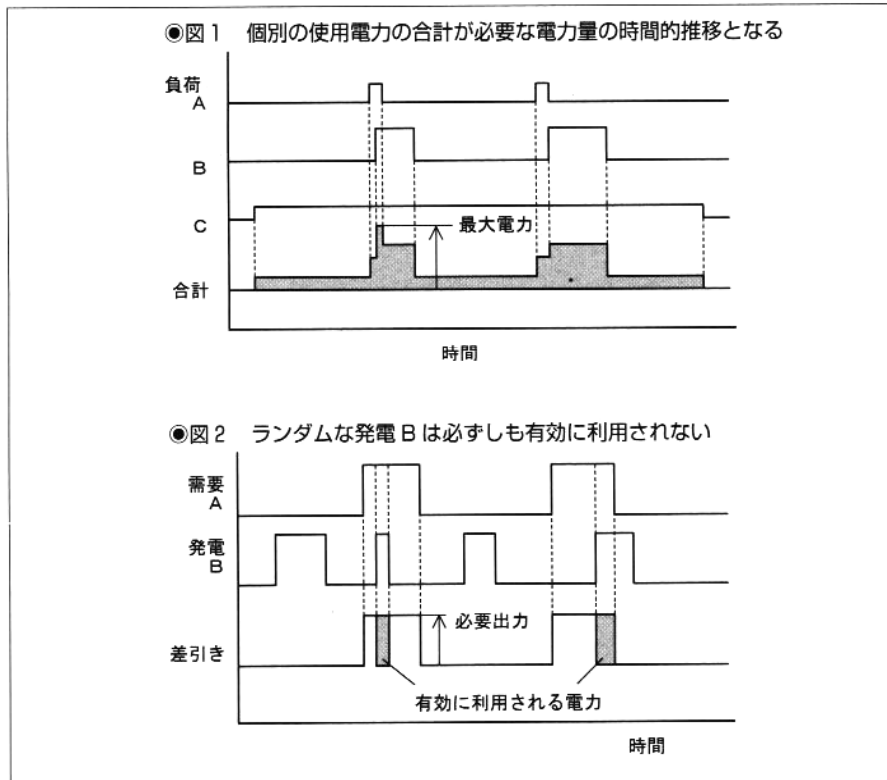 ◉図1 個別の使用電力の合計が必要な電力量の時間的推移となる
負荷
A
B
C
最大電力
合計
時間
◉図2 ランダムな発電Bは必ずしも有効に利用されない
需要
A
発電
B
必要出力
差引き
有効に利用される電力
時間